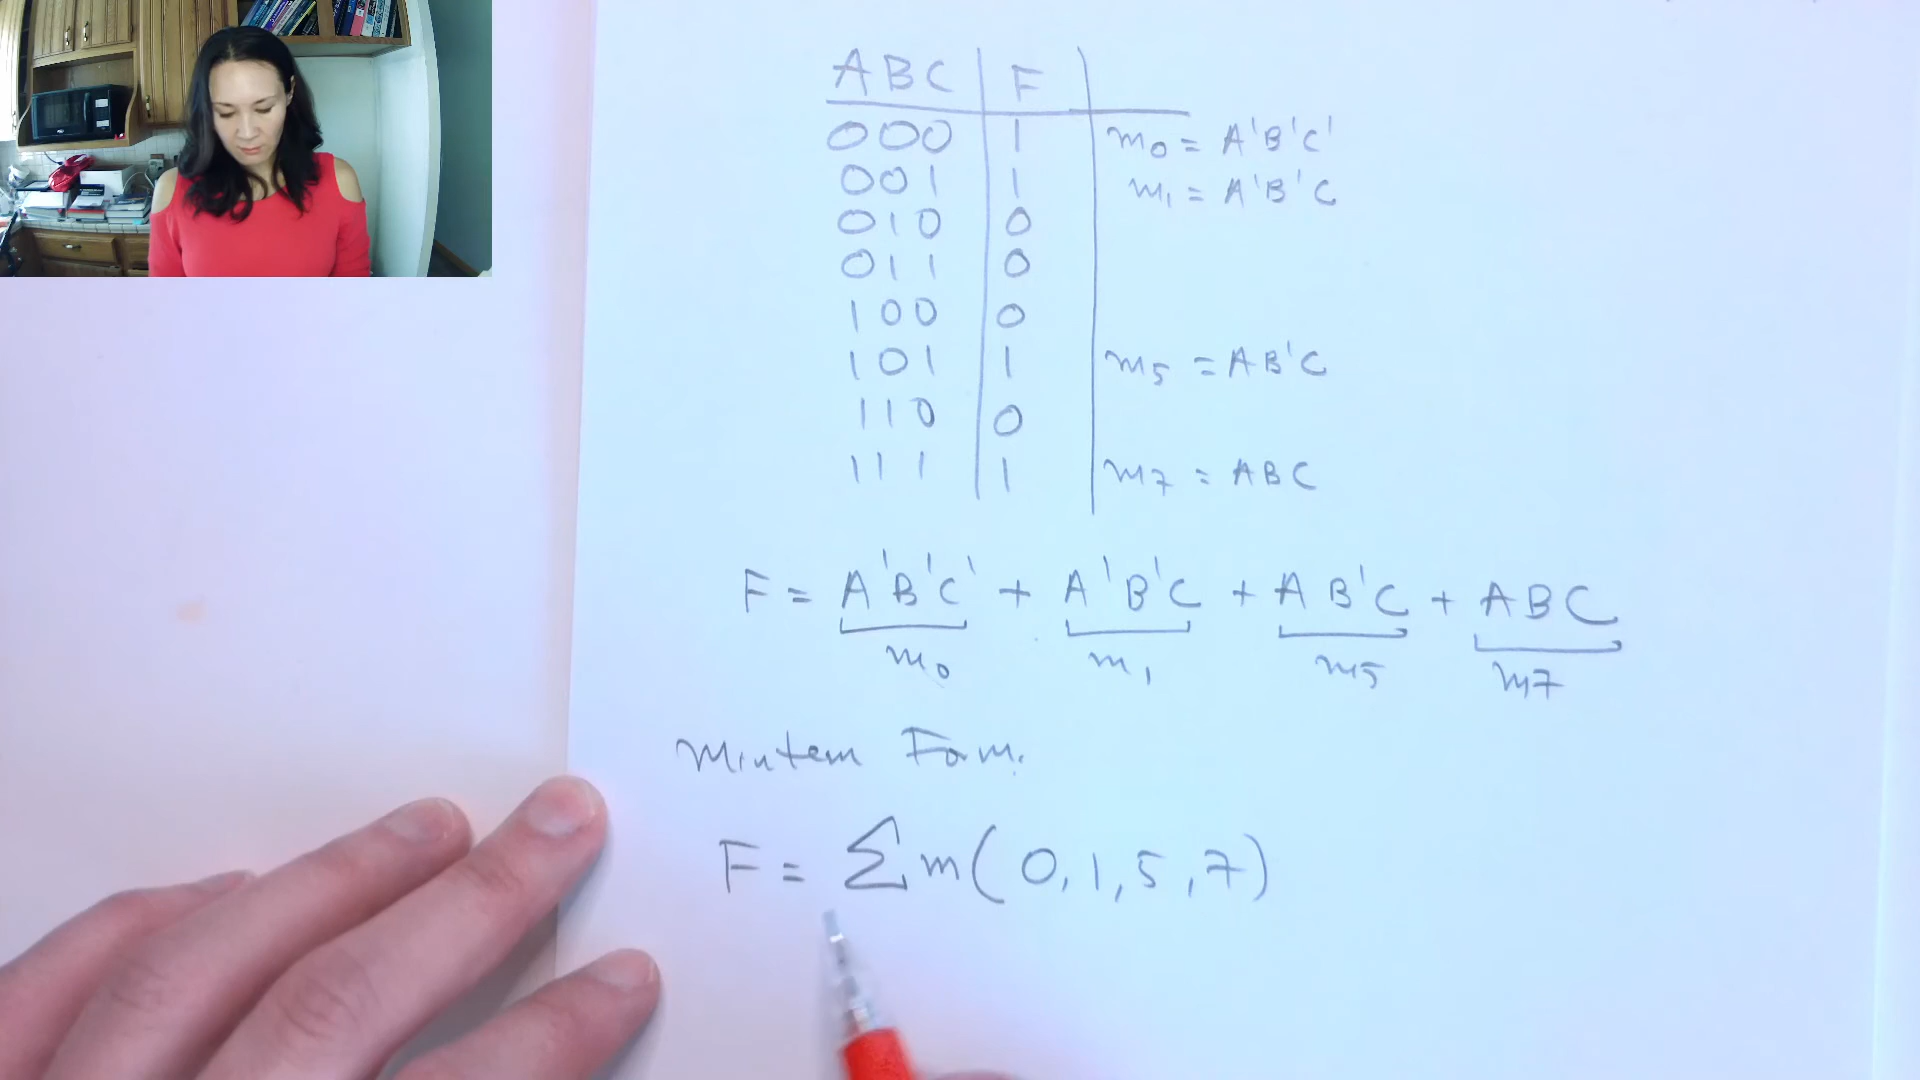 A B C F
0 0 0 1 m0 = A'B'C'
0 0 1 1 m1 = A'B'C
0 1 0 0
0 1 1 0
1 0 0 0
1 0 1 1 m5 = AB'C
1 1 0 0
1 1 1 1 m7 = ABC
F = A'B'C' + A'B'C + AB'C + ABC
m0 m1 m5 m7
Mintem Fom.
F = Σm(0,1,5,7)